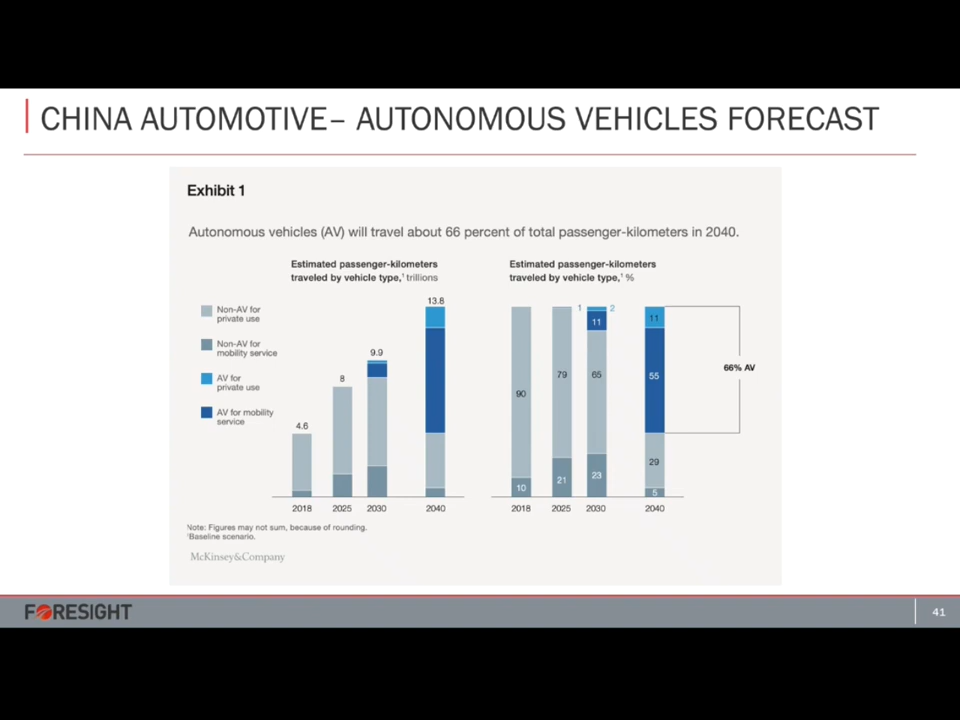 CHINA AUTOMOTIVE– AUTONOMOUS VEHICLES FORECAST
Exhibit 1
Autonomous vehicles (AV) will travel about 66 percent of total passenger-kilometers in 2040.
Estimated passenger-kilometers
traveled by vehicle type,¹ trillions
Non-AV for
private use
Non-AV for
mobility service
AV for
private use
AV for mobility
service
4.6
8
9.9
13.8
2018 2025 2030 2040
Estimated passenger-kilometers
traveled by vehicle type,¹ %
1 2
11 11
90 79 65 55
29
10 21 23 5
66% AV
2018 2025 2030 2040
Note: Figures may not sum, because of rounding.
¹Baseline scenario.
McKinsey&Company
FORESIGHT
41